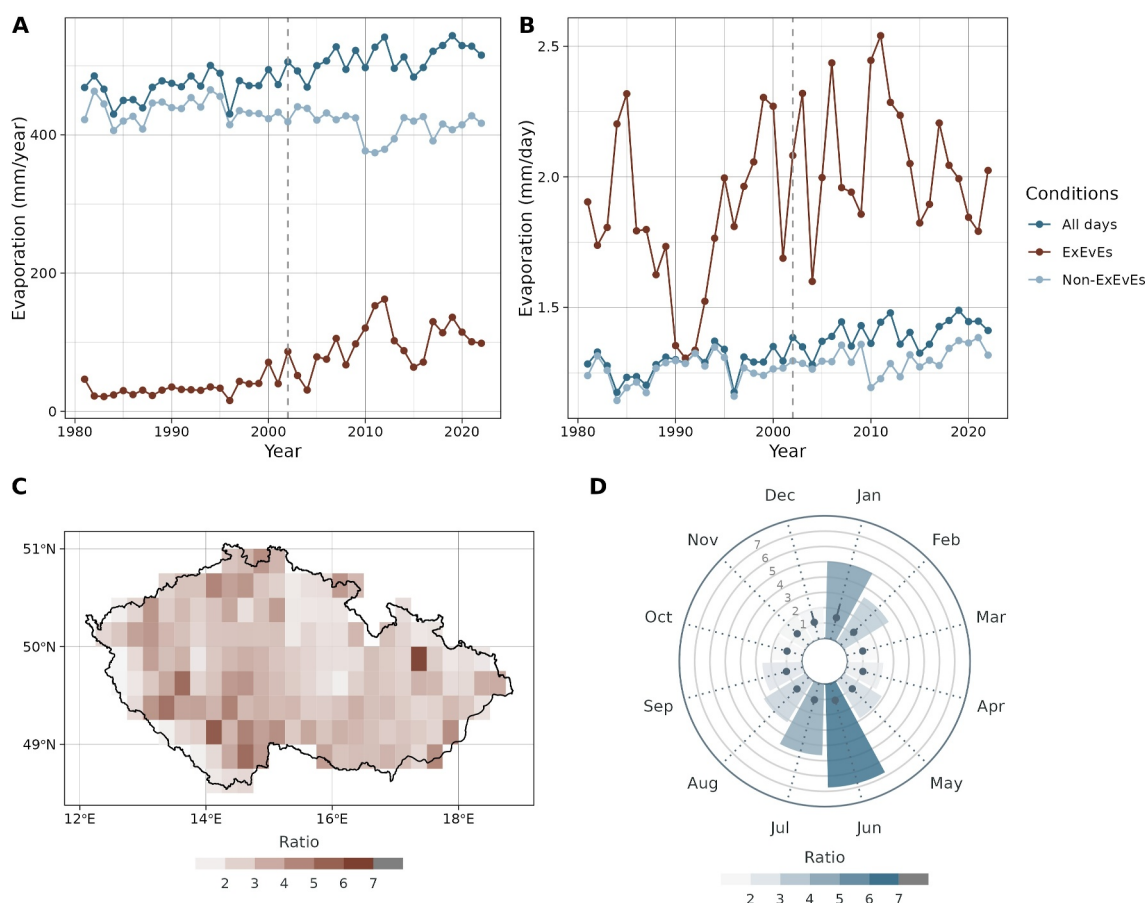 A
Evaporation (mm/year)
400
200
0
1980 1990 2000 2010 2020
Year
B
Evaporation (mm/day)
2.5
2.0
1.5
1980 1990 2000 2010 2020
Year
Conditions
All days
ExEvEs
Non-ExEvEs
C
51°N
50°N
49°N
12°E 14°E 16°E 18°E
Ratio
2 3 4 5 6 7
D
Dec Jan
Nov Feb
Oct Mar
Sep Apr
Aug May
Jul Jun
7
6
5
4
3
2
1
Ratio
2 3 4 5 6 7